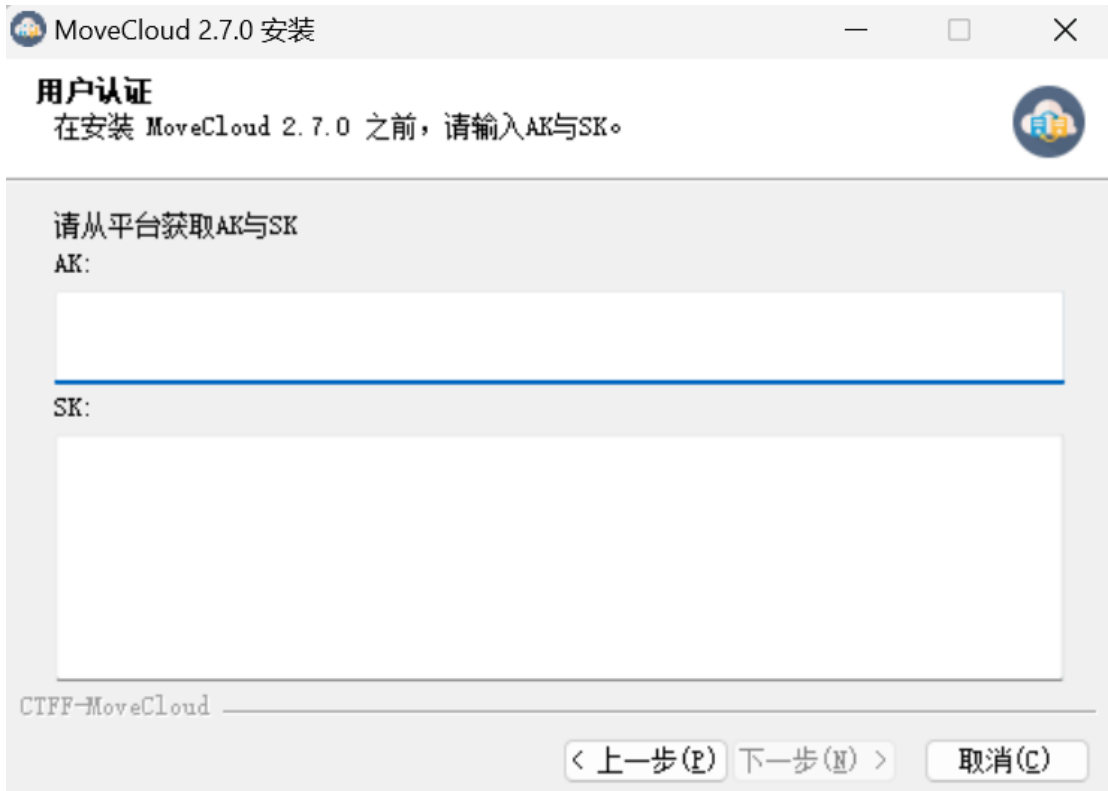 MoveCloud 2.7.0 安装
用户认证
在安装 MoveCloud 2.7.0 之前，请输入AK与SK。
请从平台获取AK与SK
AK:
SK:
CTFF-MoveCloud
< 上一步(P) 下一步(N) > 取消(C)